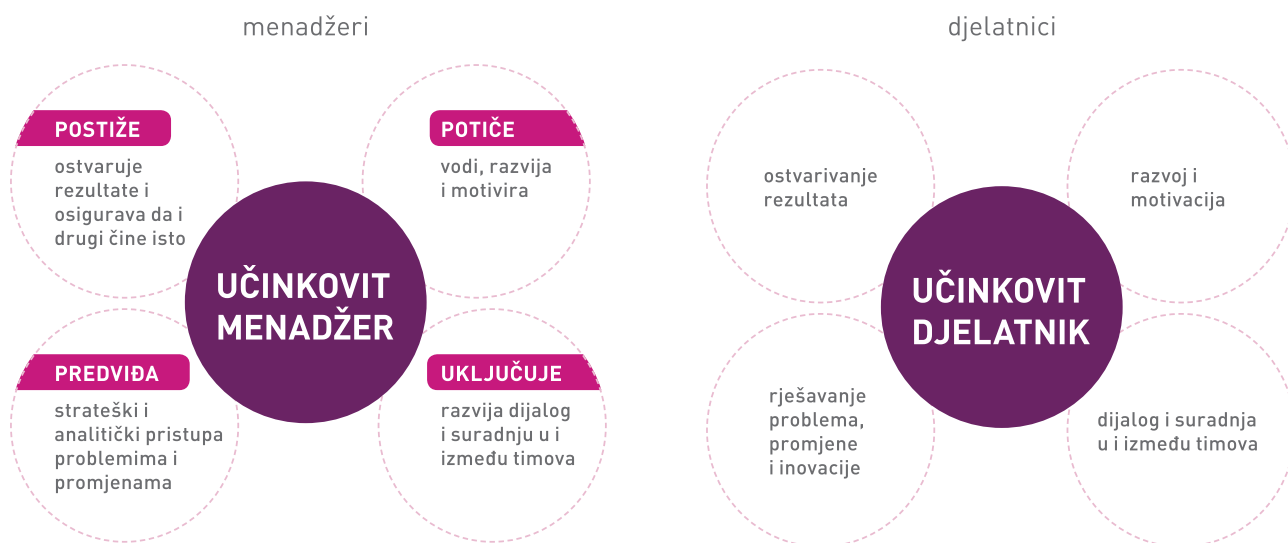 menadžeri
POSTIŽE
ostvaruje
rezultate i
osigurava da i
drugi čine isto
POTIČE
vodi, razvija
i motivira
UČINKOVIT
MENADŽER
PREDVIĐA
strateški i
analitički pristupa
problemima i
promjenama
UKLJUČUJE
razvija dijalog
i suradnju u i
između timova
djelatnici
ostvarivanje
rezultata
razvoj i
motivacija
UČINKOVIT
DJELATNIK
rješavanje
problema,
promjene
i inovacije
dijalog i suradnja
u i između timova